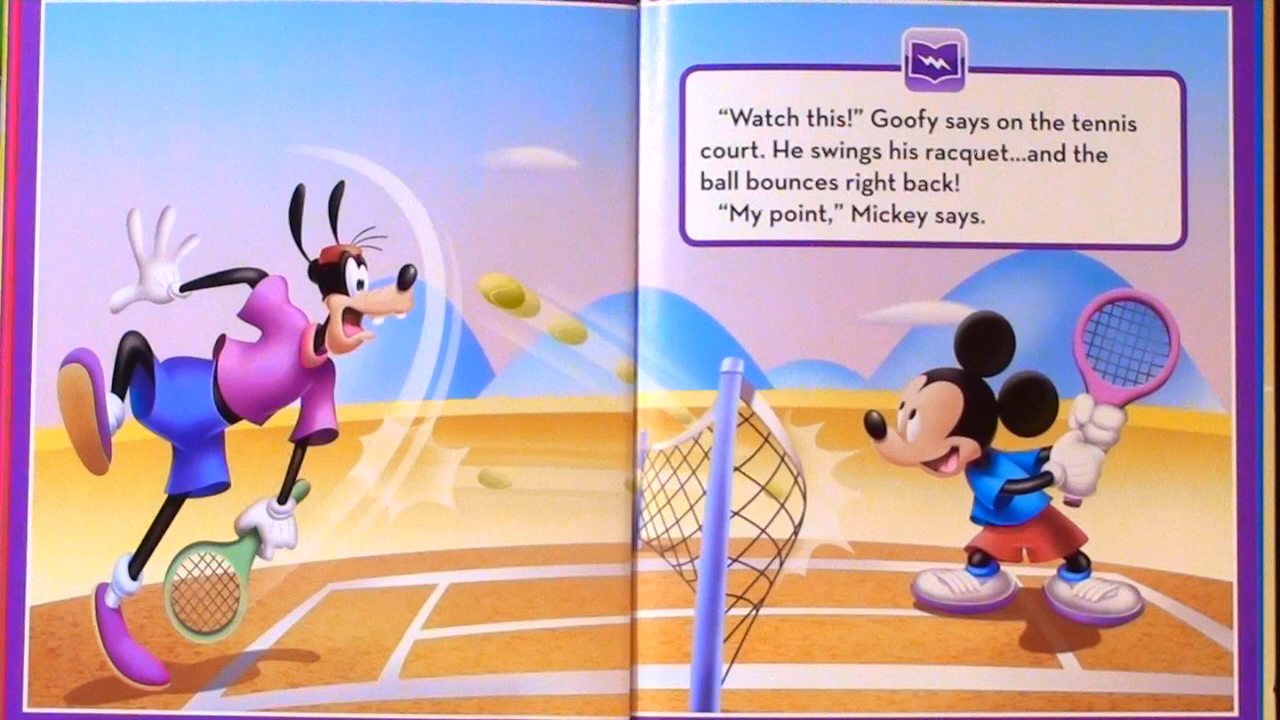 “Watch this!” Goofy says on the tennis
court. He swings his racquet...and the
ball bounces right back!
“My point,” Mickey says.